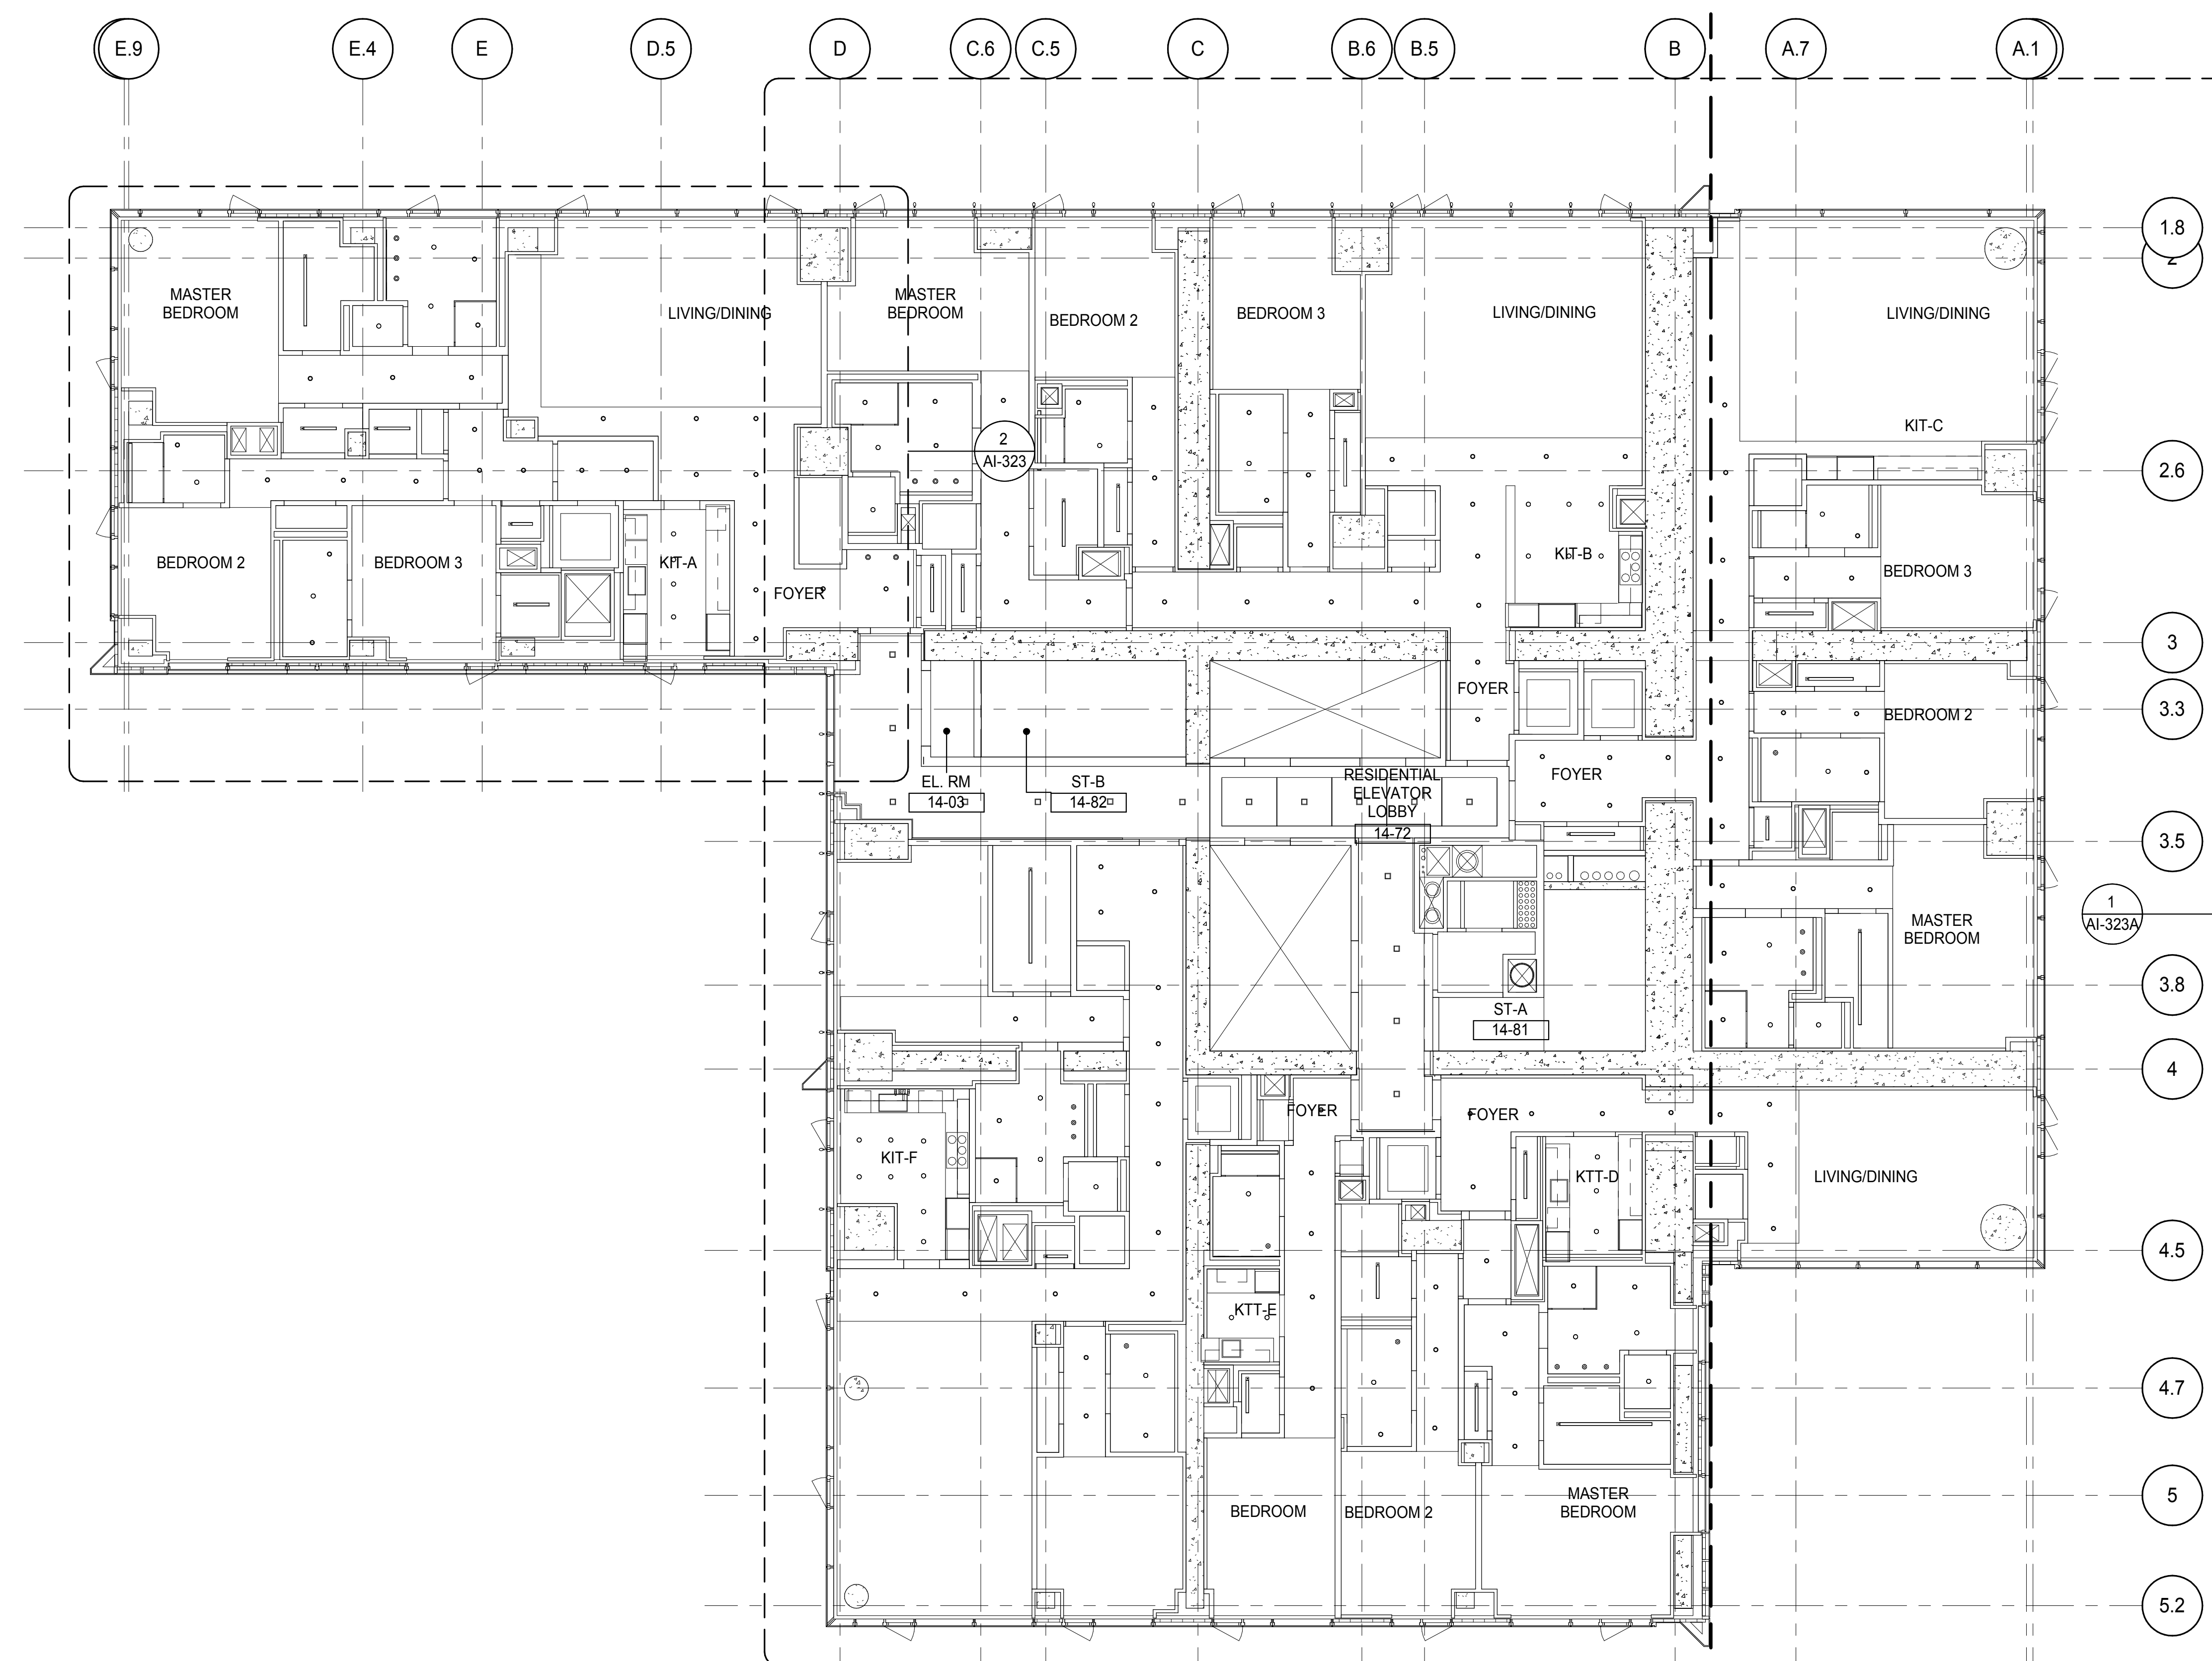 E.9
E.4
E
D.5
D
C.6
C.5
C
B.6
B.5
B
A.7
A.1
1.8
2
MASTER
BEDROOM
LIVING/DINING
MASTER
BEDROOM
BEDROOM 2
BEDROOM 3
LIVING/DINING
LIVING/DINING
KIT-C
2
AI-323
2.6
BEDROOM 2
BEDROOM 3
KIT-A
FOYER
KIT-B
BEDROOM 3
3
FOYER
BEDROOM 2
3.3
EL. RM
14-03
ST-B
14-82
RESIDENTIAL
ELEVATOR
LOBBY
14-72
FOYER
3.5
MASTER
BEDROOM
1
AI-323A
3.8
ST-A
14-81
4
FOYER
FOYER
KIT-F
KTT-D
LIVING/DINING
4.5
KTT-E
4.7
BEDROOM
BEDROOM 2
MASTER
BEDROOM
5
5.2